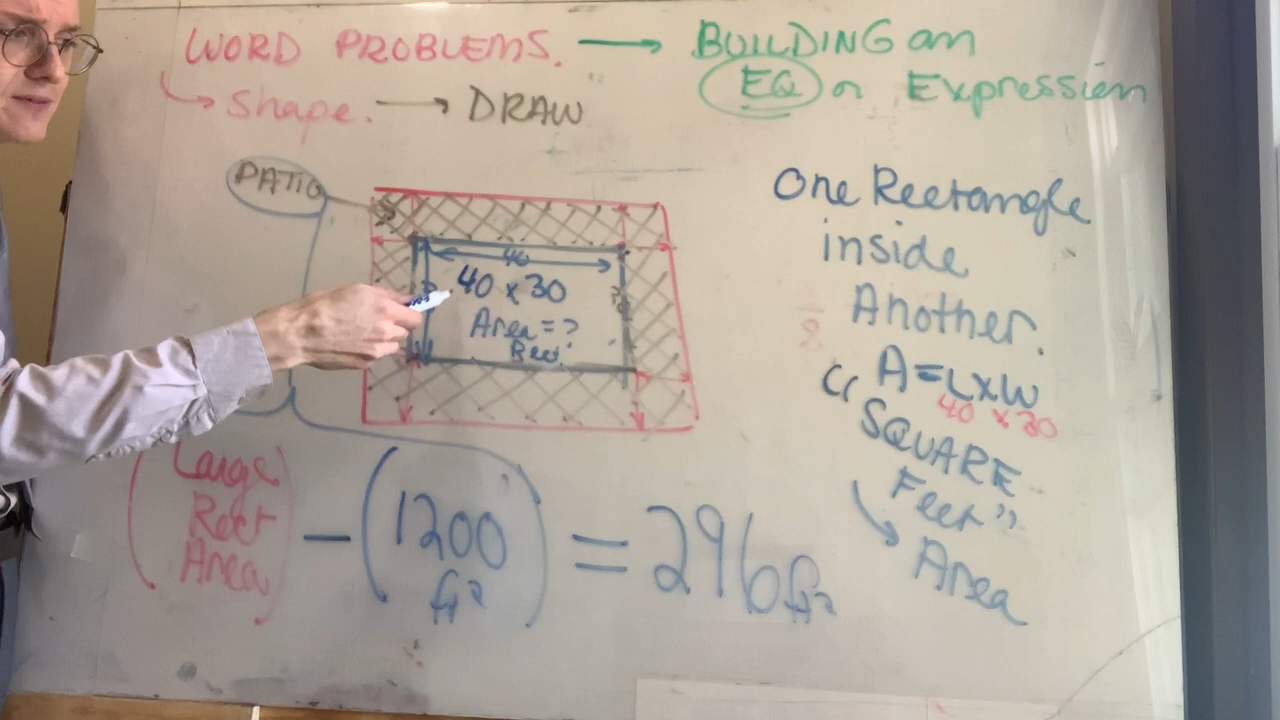 WORD PROBLEMS. → BUILDING an
EQ or Expression
Shape. → DRAW
PATIO
40
40 x 30
Area = ?
Rect.
One Rectangle
inside
Another.
A = L x W
40 x 30
"SQUARE
Feet"
Area
(Large
Rect
Area) - (1200
ft²) = 296 ft²